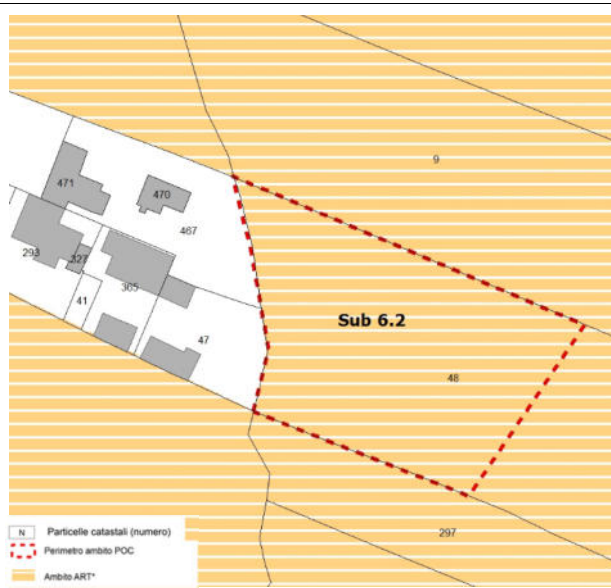 9
471
470
467
293
327
365
41
47
Sub 6.2
48
297
N Particelle catastali (numero)
Perimetro ambito POC
Ambito ART*